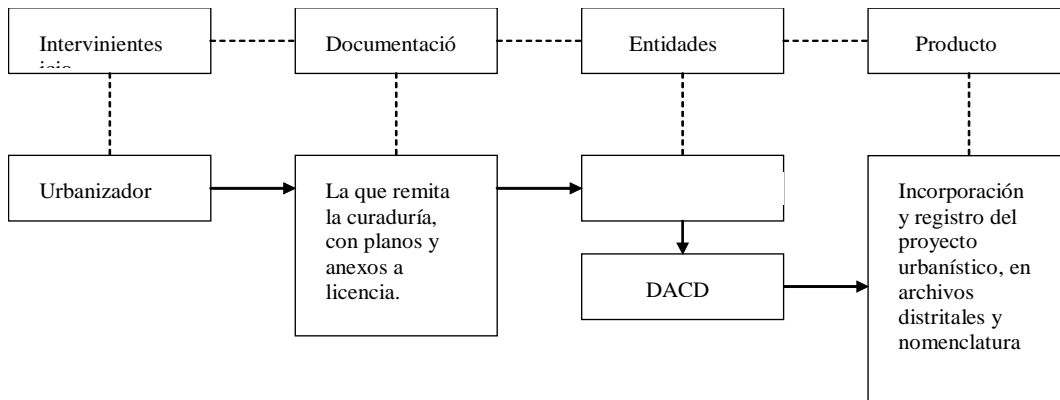 Intervinientes
Documentació
Entidades
Producto
Urbanizador
La que remita
la curaduría,
con planos y
anexos a
licencia.
DACD
Incorporación
y registro del
proyecto
urbanístico, en
archivos
distritales y
nomenclatura